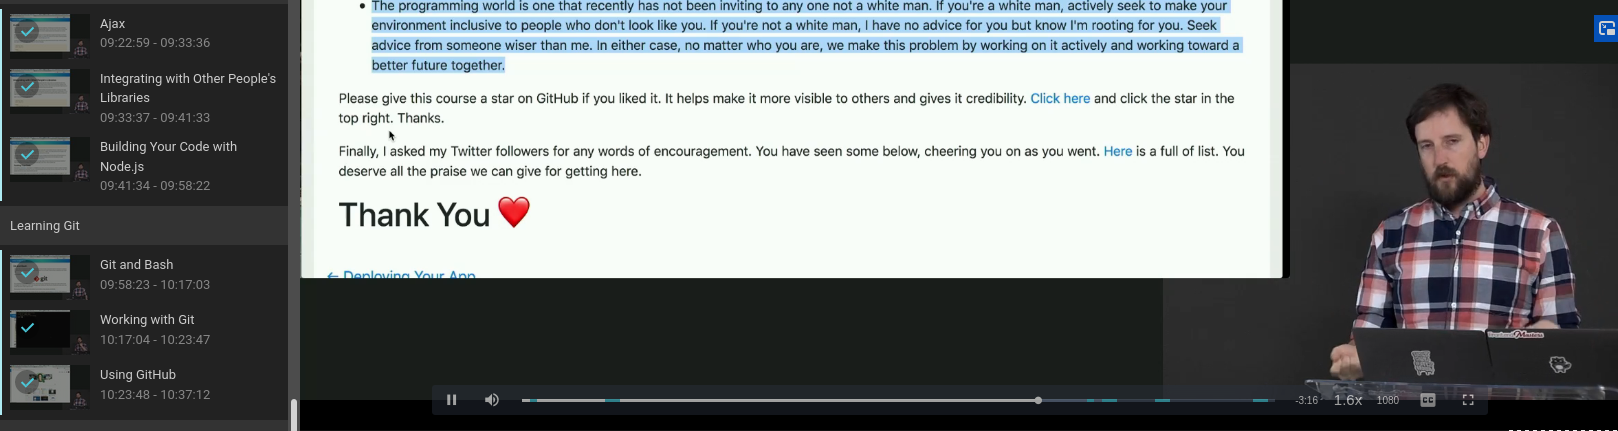 Ajax
09:22:59 - 09:33:36
Integrating with Other People's
Libraries
09:33:37 - 09:41:33
Building Your Code with
Node.js
09:41:34 - 09:58:22
Learning Git
Git and Bash
09:58:23 - 10:17:03
Working with Git
10:17:04 - 10:23:47
Using GitHub
10:23:48 - 10:37:12
• The programming world is one that recently has not been inviting to any one not a white man. If you're a white man, actively seek to make your
environment inclusive to people who don't look like you. If you're not a white man, I have no advice for you but know I'm rooting for you. Seek
advice from someone wiser than me. In either case, no matter who you are, we make this problem by working on it actively and working toward a
better future together.
Please give this course a star on GitHub if you liked it. It helps make it more visible to others and gives it credibility. Click here and click the star in the
top right. Thanks.
Finally, I asked my Twitter followers for any words of encouragement. You have seen some below, cheering you on as you went. Here is a full of list. You
deserve all the praise we can give for getting here.
Thank You ❤️
← Deploying Your App
-3:16 1.6x 1080 CC